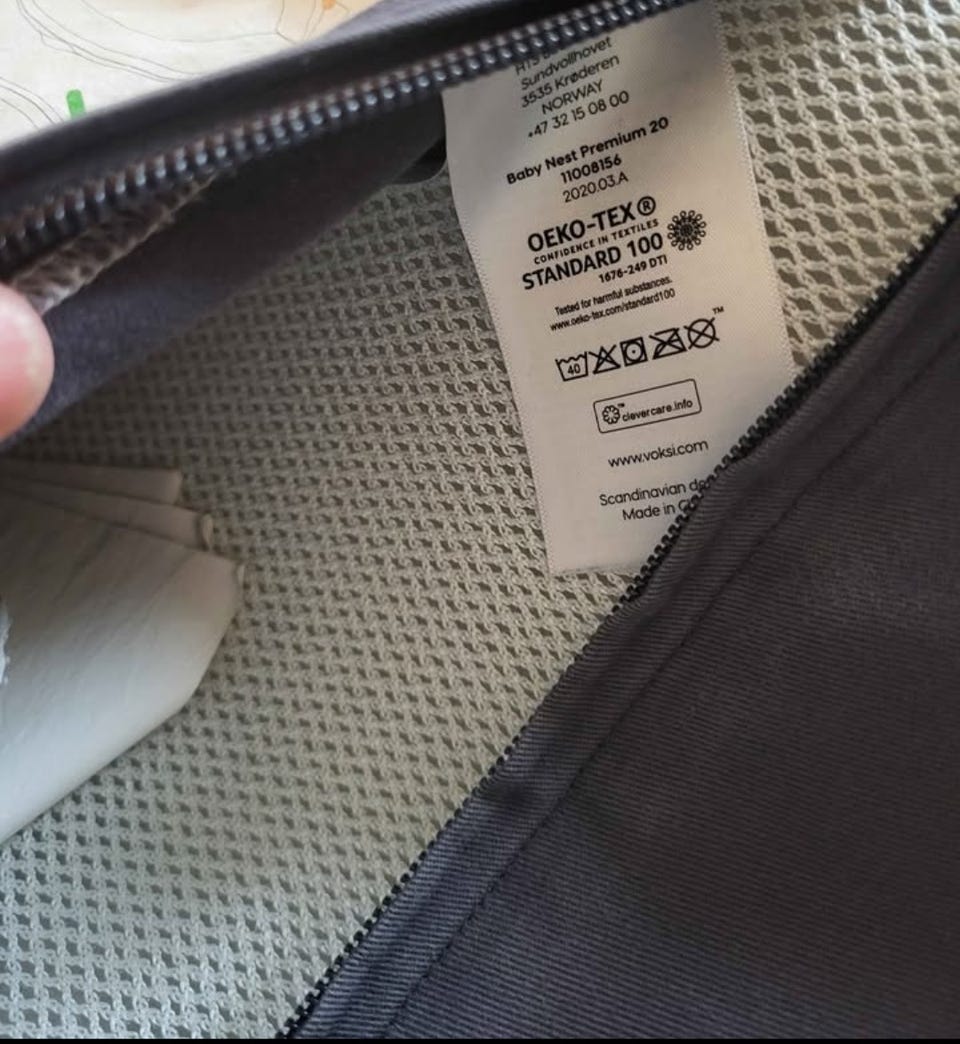 Sundvollhovet
3535 Krøderen
NORWAY
+47 32 15 08 00
Baby Nest Premium 20
11008156
2020.03.A
OEKO-TEX®
CONFIDENCE IN TEXTILES
STANDARD 100
1676-249 DTI
Tested for harmful substances.
www.oeko-tex.com/standard100
40
TM
TM clevercare.info
www.voksi.com
Scandinavian
Made in